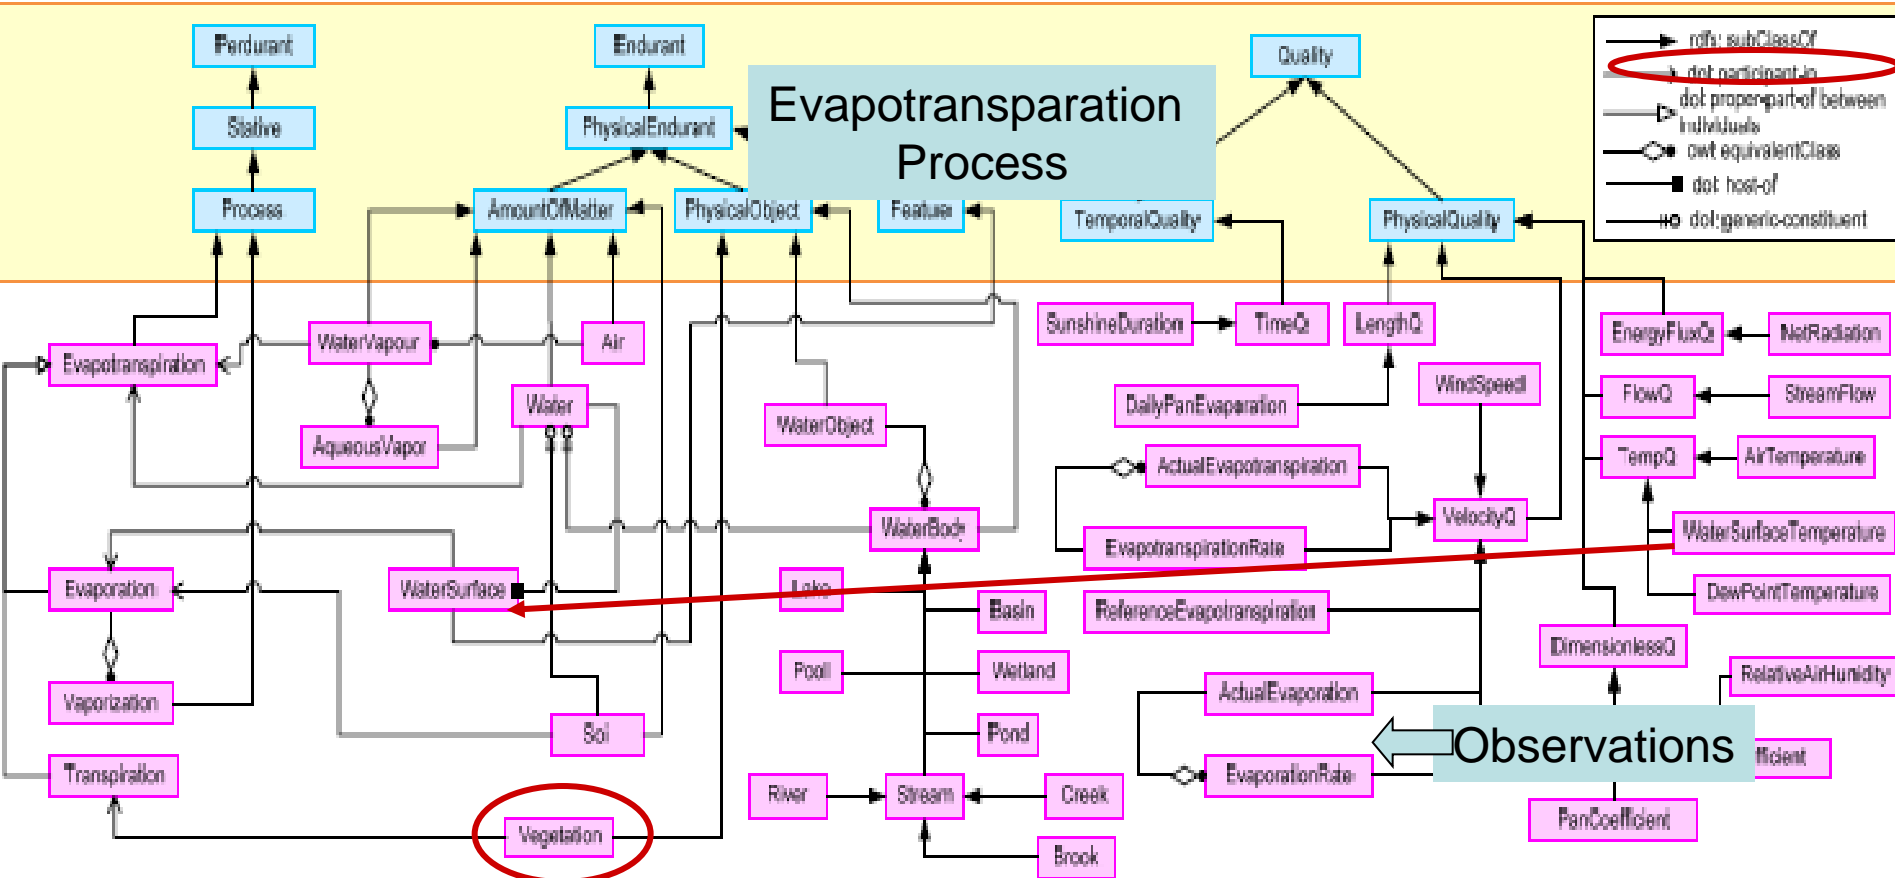 Perdurant
Endurant
Quality
rdfs: subClassOf
dol: participant-in
dol: proper-part-of between
individuals
owl: equivalentClass
dol: host-of
dol:generic-constituent
Evapotransparation
Process
Stative
PhysicalEndurant
Process
AmountOfMatter
PhysicalObject
Feature
TemporalQuality
PhysicalQuality
SunshineDuration
TimeQ
LengthQ
EnergyFluxQ
NetRadiation
Evapotranspiration
WaterVapour
Air
WindSpeed
FlowQ
StreamFlow
DailyPanEvaporation
Water
WaterObject
AqueousVapor
ActualEvapotranspiration
TempQ
AirTemperature
WaterBody
VelocityQ
WaterSurfaceTemperature
EvapotranspirationRate
Evaporation
WaterSurface
Lake
Basin
ReferenceEvapotranspiration
DewPointTemperature
DimensionlessQ
Pool
Wetland
RelativeAirHumidity
Vaporization
ActualEvaporation
Soil
Pond
Observations
fficient
Transpiration
EvaporationRate
River
Stream
Creek
PanCoefficient
Vegetation
Brook